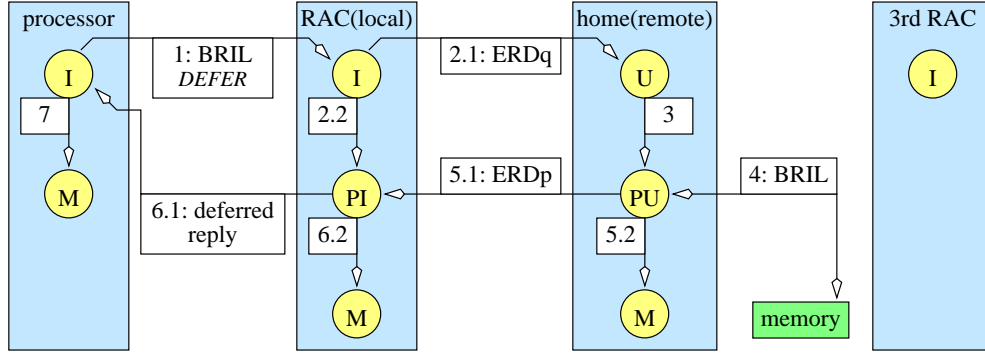 processor
RAC(local)
home(remote)
3rd RAC
1: BRIL
DEFER
2.1: ERDq
I
I
U
I
7
2.2
3
5.1: ERDp
4: BRIL
M
PI
PU
6.1: deferred
reply
6.2
5.2
M
M
memory